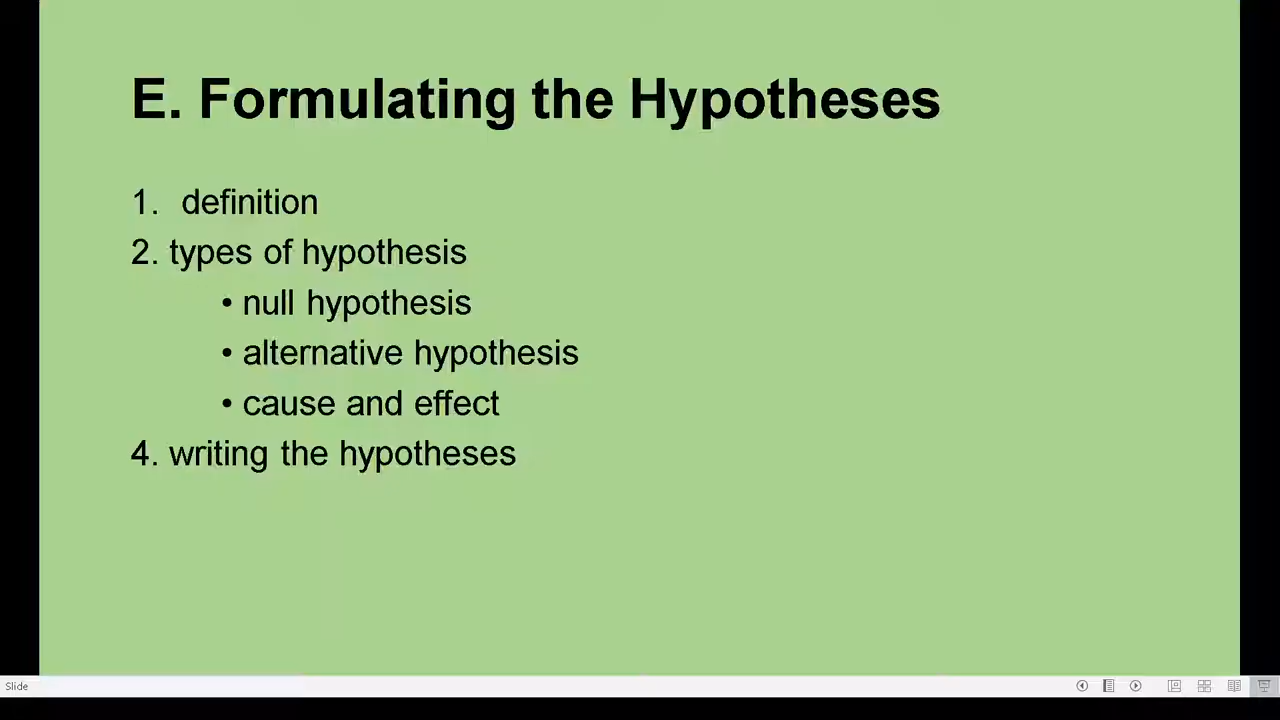 E. Formulating the Hypotheses
1. definition
2. types of hypothesis
• null hypothesis
• alternative hypothesis
• cause and effect
4. writing the hypotheses
Slide